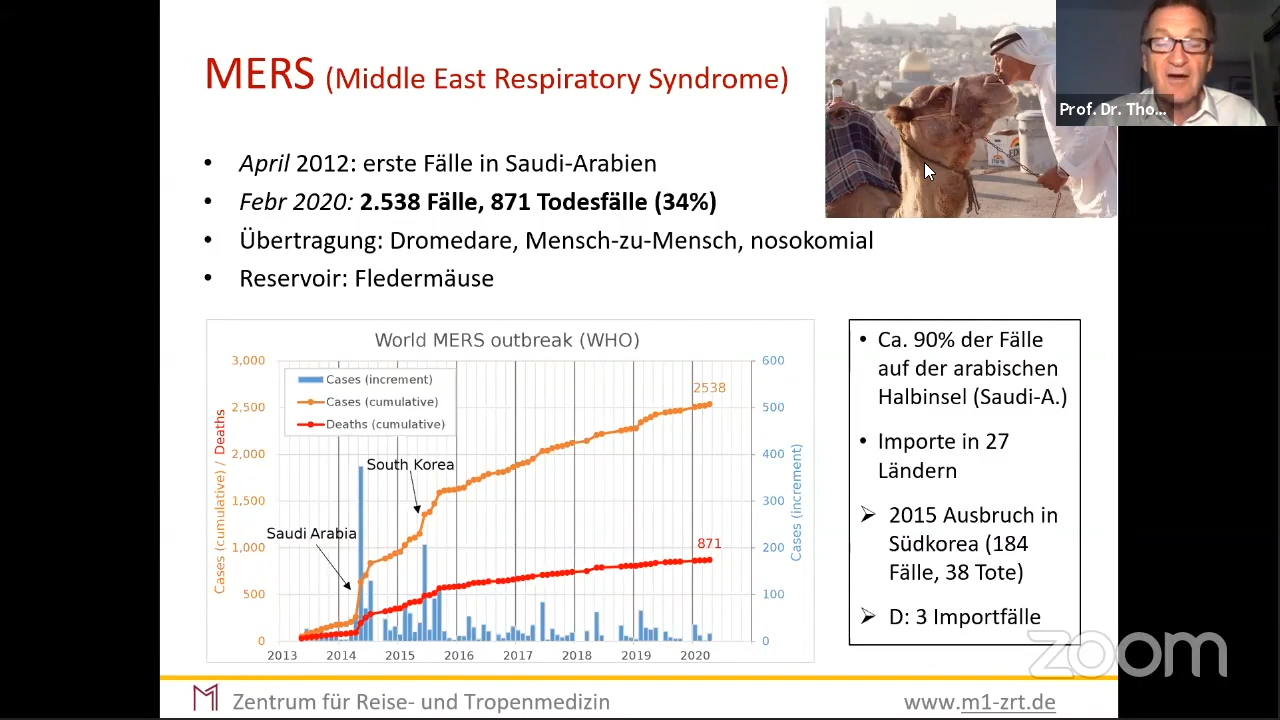 MERS (Middle East Respiratory Syndrome)
Prof. Dr. Tho...
• April 2012: erste Fälle in Saudi-Arabien
• Febr 2020: 2.538 Fälle, 871 Todesfälle (34%)
• Übertragung: Dromedare, Mensch-zu-Mensch, nosokomial
• Reservoir: Fledermäuse
World MERS outbreak (WHO)
Cases (cumulative) / Deaths
3,000
2,500
2,000
1,500
1,000
500
0
Cases (increment)
Cases (cumulative)
Deaths (cumulative)
Saudi Arabia
South Korea
2538
871
600
500
400
300
200
100
0
Cases (increment)
2013 2014 2015 2016 2017 2018 2019 2020
• Ca. 90% der Fälle
auf der arabischen
Halbinsel (Saudi-A.)
• Importe in 27
Ländern
➢ 2015 Ausbruch in
Südkorea (184
Fälle, 38 Tote)
➢ D: 3 Importfälle
zoom
Zentrum für Reise- und Tropenmedizin
www.m1-zrt.de